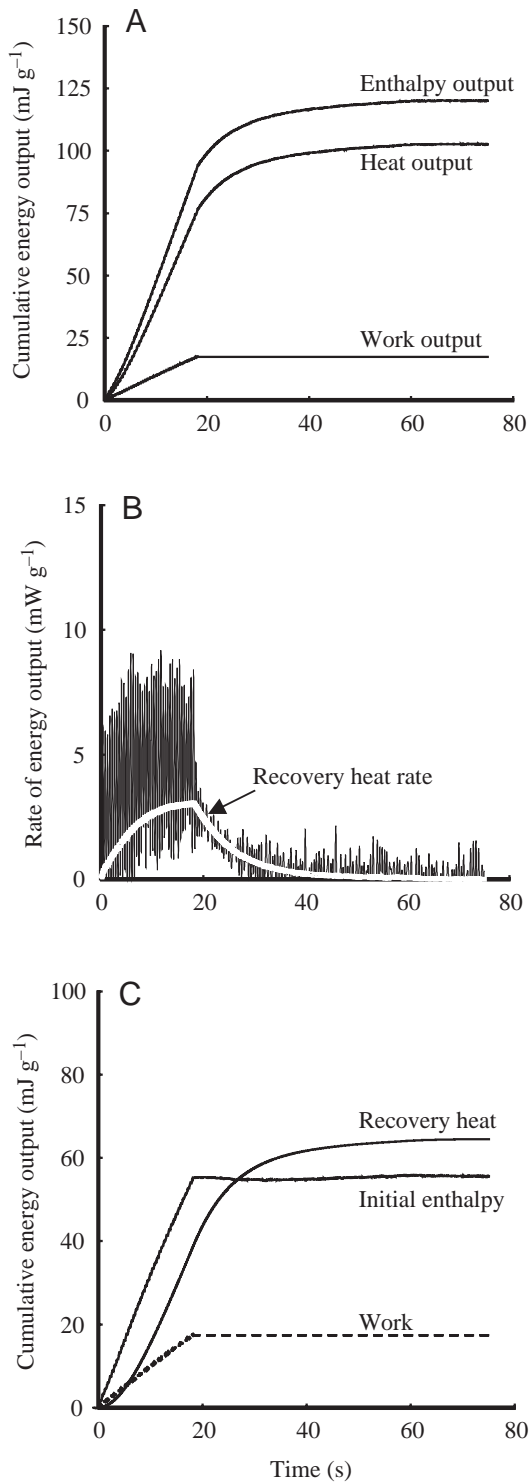 A
Cumulative energy output (mJ g⁻¹)
150
125
100
75
50
25
0
Enthalpy output
Heat output
Work output
0 20 40 60 80
B
Rate of energy output (mW g⁻¹)
15
10
5
0
Recovery heat rate
0 20 40 60 80
C
Cumulative energy output (mJ g⁻¹)
100
80
60
40
20
0
Recovery heat
Initial enthalpy
Work
0 20 40 60 80
Time (s)